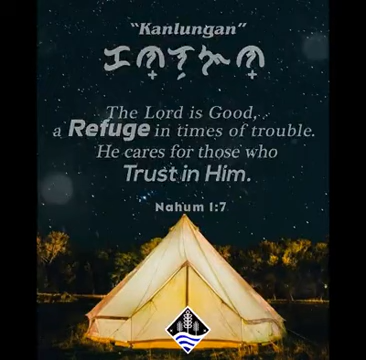 "Kanlungan"
ᜃᜈ᜔ᜎᜓᜅᜈ᜔
The Lord is Good,
a Refuge in times of trouble.
He cares for those who
Trust in Him.
Nahum 1:7